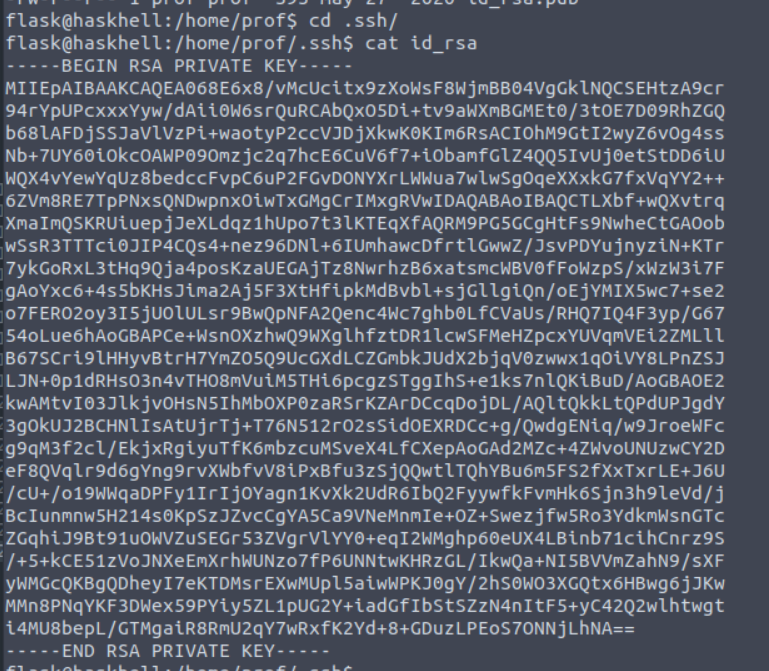 flask@haskhell:/home/prof$ cd .ssh/
flask@haskhell:/home/prof/.ssh$ cat id_rsa
-----BEGIN RSA PRIVATE KEY-----
MIIEpAIBAAKCAQEA068E6x8/vMcUcitx9zXoWsF8WjmBB04VgGklNQCSEHtzA9cr
94rYpUPcxxxYyw/dAii0W6srQuRCAbQxO5Di+tv9aWXmBGMEt0/3tOE7D09RhZGQ
b68lAFDjSSJaVlVzPi+waotyP2ccVJDjXkwK0KIm6RsACIOhM9GtI2wyZ6vOg4ss
Nb+7UY60iOkcOAWP09Omzjc2q7hcE6CuV6f7+iObamfGlZ4QQ5IvUj0etStDD6iU
WQX4vYewYqUz8bedccFvpC6uP2FGvDONYXrLWWua7wlwSgOqeXXxkG7fxVqYY2++
6ZVm8RE7TpPNxsQNDwpnxOiwTxGMgCrIMxgRVwIDAQABAoIBAQCTLXbf+wQXvtrq
XmaImQSKRUiuepjJeXLdqz1hUpo7t3lKTEqXfAQRM9PG5GCgHtFs9NwheCtGAOob
wSsR3TTTci0JIP4CQs4+nez96DNl+6IUmhawcDfrtlGwwZ/JsvPDYujnyziN+KTr
7ykGoRxL3tHq9Qja4posKzaUEGAjTz8NwrhzB6xatsmcWBV0fFoWzpS/xWzW3i7F
gAoYxc6+4s5bKHsJima2Aj5F3XtHfipkMdBvbl+sjGllgiQn/oEjYMIX5wc7+se2
o7FERO2oy3I5jUOlULsr9BwQpNFA2Qenc4Wc7ghb0LfCVaUs/RHQ7IQ4F3yp/G67
54oLue6hAoGBAPCe+WsnOXzhwQ9WXglhfztDR1lcwSFMeHZpcxYUVqmVEi2ZMLll
B67SCri9lHHyvBtrH7YmZO5Q9UcGXdLCZGmbkJUdX2bjqV0zwwx1qOiVY8LPnZSJ
LJN+0p1dRHsO3n4vTHO8mVuiM5THi6pcgzSTggIhS+e1ks7nlQKiBuD/AoGBAOE2
kwAMtvI03JlkjvOHsN5IhMbOXP0zaRSrKZArDCcqDojDL/AQltQkkLtQPdUPJgdY
3gOkUJ2BCHNlIsAtUjrTj+T76N512rO2sSidOEXRDCc+g/QwdgENiq/w9JroeWFc
g9qM3f2cl/EkjxRgiyuTfK6mbzcuMSveX4LfCXepAoGAd2MZc+4ZWvoUNUzwCY2D
eF8QVqlr9d6gYng9rvXWbfvV8iPxBfu3zSjQQwtlTQhYBu6m5FS2fXxTxrLE+J6U
/cU+/o19WWqaDPFy1IrIjOYagn1KvXk2UdR6IbQ2FyywfkFvmHk6Sjn3h9leVd/j
BcIunmnw5H214s0KpSzJZvcCgYA5Ca9VNeMnmIe+OZ+Swezjfw5Ro3YdkmWsnGTc
ZGqhiJ9Bt91uOWVZuSEGr53ZVgrVlYY0+eqI2WMghp60eUX4LBinb71cihCnrz9S
/+5+kCE51zVoJNXeEmXrhWUNzo7fP6UNNtwKHRzGL/IkwQa+NI5BVVmZahN9/sXF
yWMGcQKBgQDheyI7eKTDMsrEXwMUpl5aiwWPKJ0gY/2hS0WO3XGQtx6HBwg6jJKw
MMn8PNqYKF3DWex59PYiy5ZL1pUG2Y+iadGfIbStSZzN4nItF5+yC42Q2wlhtwgt
i4MU8bepL/GTMgaiR8RmU2qY7wRxfK2Yd+8+GDuzLPEoS7ONNjLhNA==
-----END RSA PRIVATE KEY-----